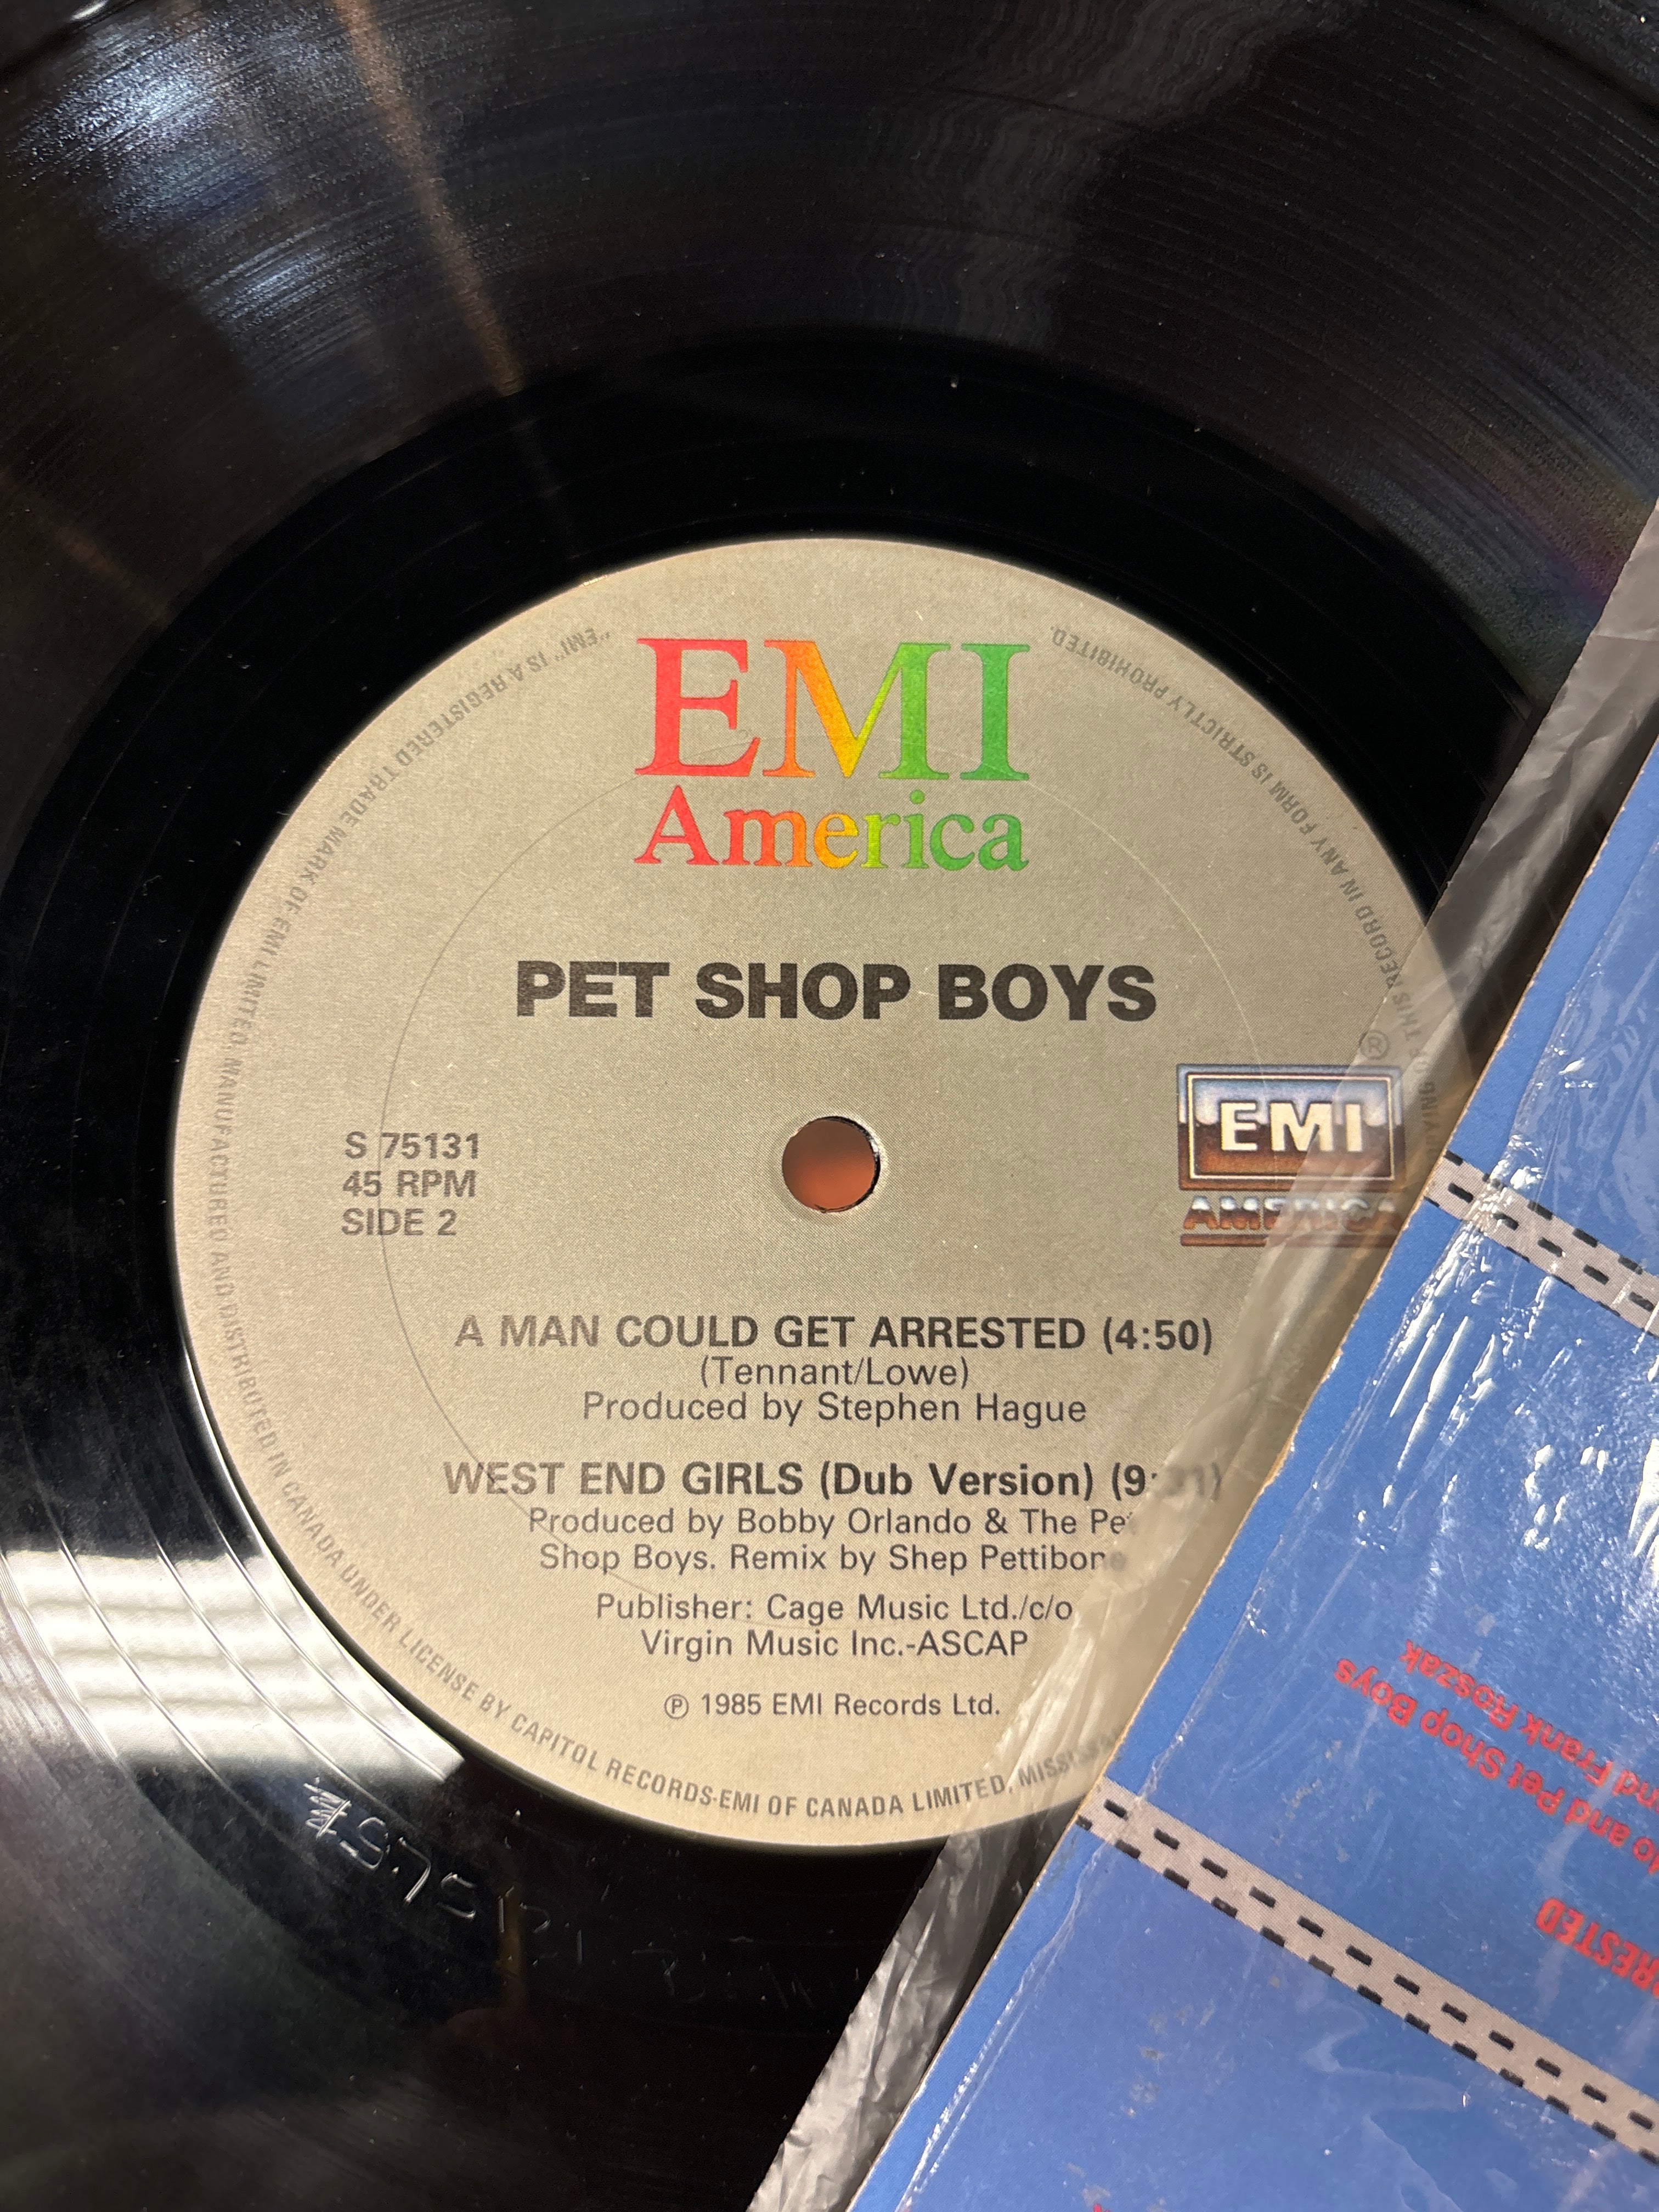 "EMI" IS A REGISTERED TRADE MARK OF EMI LIMITED. MANUFACTURED AND DISTRIBUTED IN CANADA UNDER LICENSE BY CAPITOL RECORDS-EMI OF CANADA LIMITED,
THIS RECORD IN ANY FORM IS STRICTLY PROHIBITED.
EMI
America
PET SHOP BOYS
S 75131
45 RPM
SIDE 2
®
EMI
AMERICA
A MAN COULD GET ARRESTED (4:50)
(Tennant/Lowe)
Produced by Stephen Hague
WEST END GIRLS (Dub Version)
Produced by Bobby Orlando & The Pet
Shop Boys. Remix by Shep Pettibone
Publisher: Cage Music Ltd./c/o
Virgin Music Inc.-ASCAP
℗ 1985 EMI Records Ltd.
and Pet Shop Boys
Frank Roszak